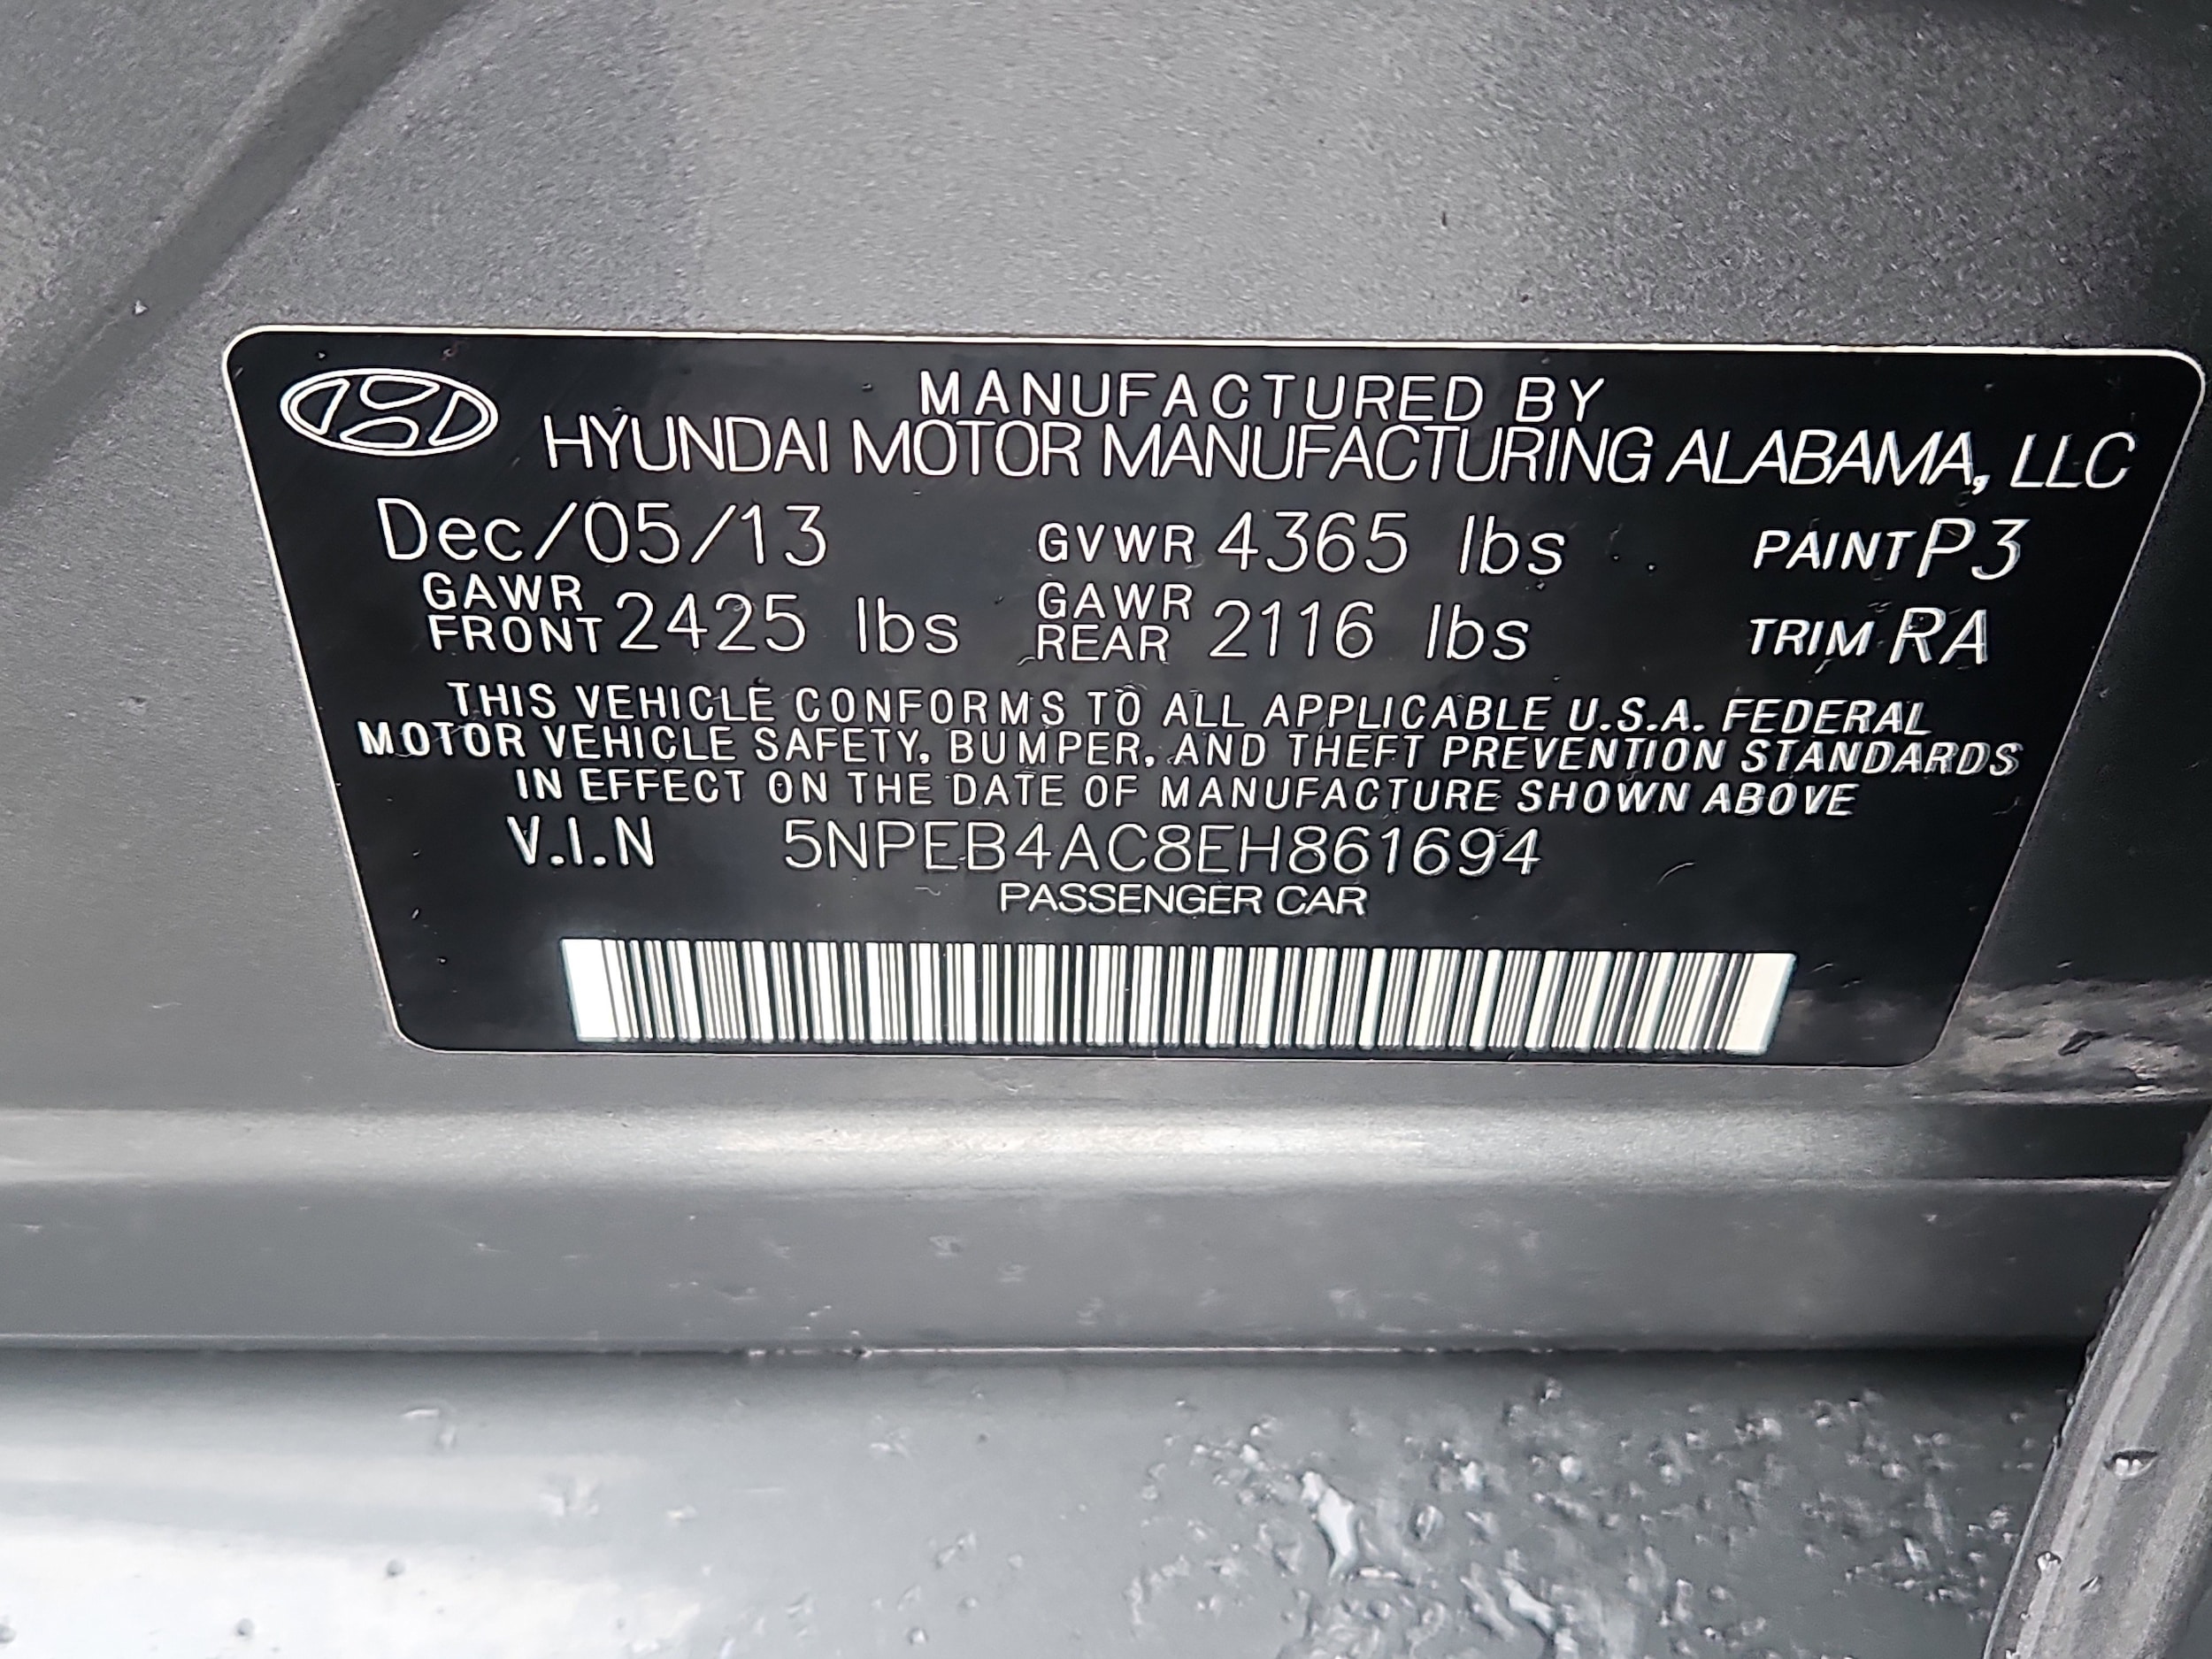 MANUFACTURED BY
HYUNDAI MOTOR MANUFACTURING ALABAMA, LLC
Dec/05/13 GVWR 4365 lbs PAINT P3
GAWR FRONT 2425 lbs GAWR REAR 2116 lbs TRIM RA
THIS VEHICLE CONFORMS TO ALL APPLICABLE U.S.A. FEDERAL
MOTOR VEHICLE SAFETY, BUMPER, AND THEFT PREVENTION STANDARDS
IN EFFECT ON THE DATE OF MANUFACTURE SHOWN ABOVE
V.I.N 5NPEB4AC8EH861694
PASSENGER CAR